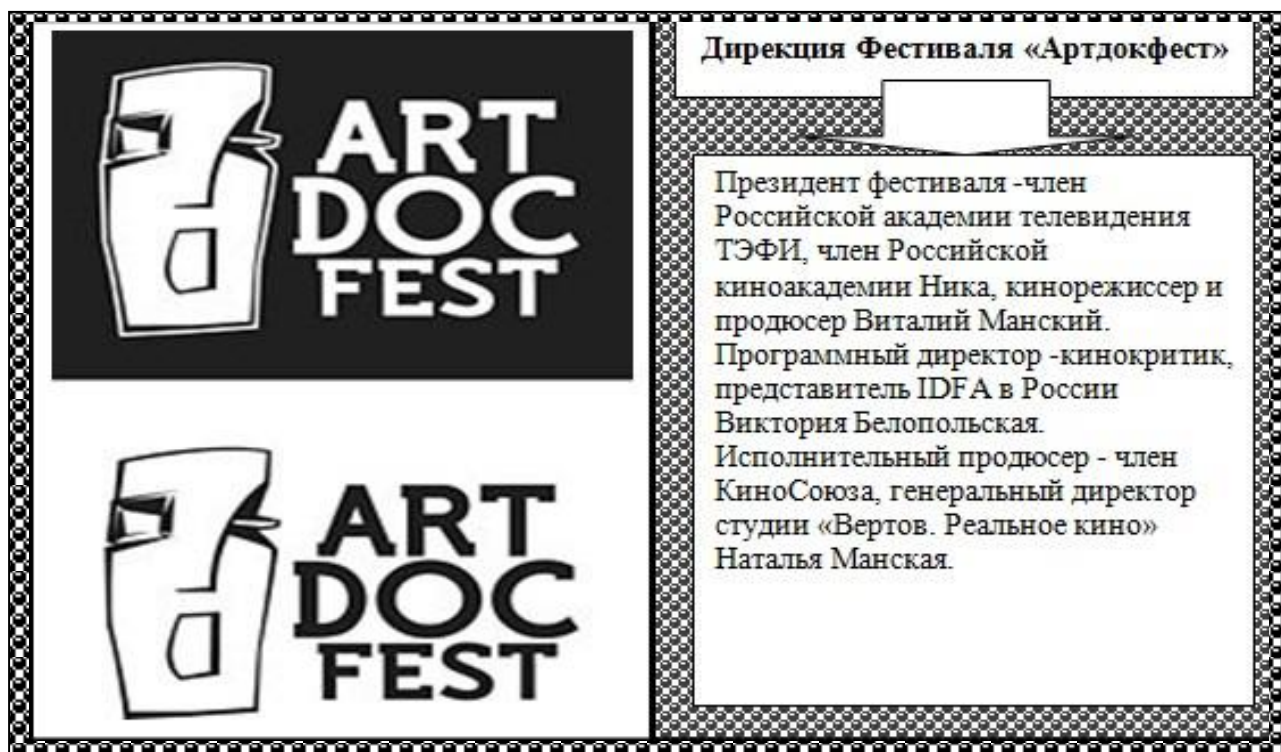 ART
DOC
FEST
ART
DOC
FEST
Дирекция Фестиваля «Артдокфест»
Президент фестиваля -член
Российской академии телевидения
ТЭФИ, член Российской
киноакадемии Ника, кинорежиссер и
продюсер Виталий Манский.
Программный директор -кинокритик,
представитель IDFA в России
Виктория Белопольская.
Исполнительный продюсер - член
КиноСоюза, генеральный директор
студии «Вертов. Реальное кино»
Наталья Манская.